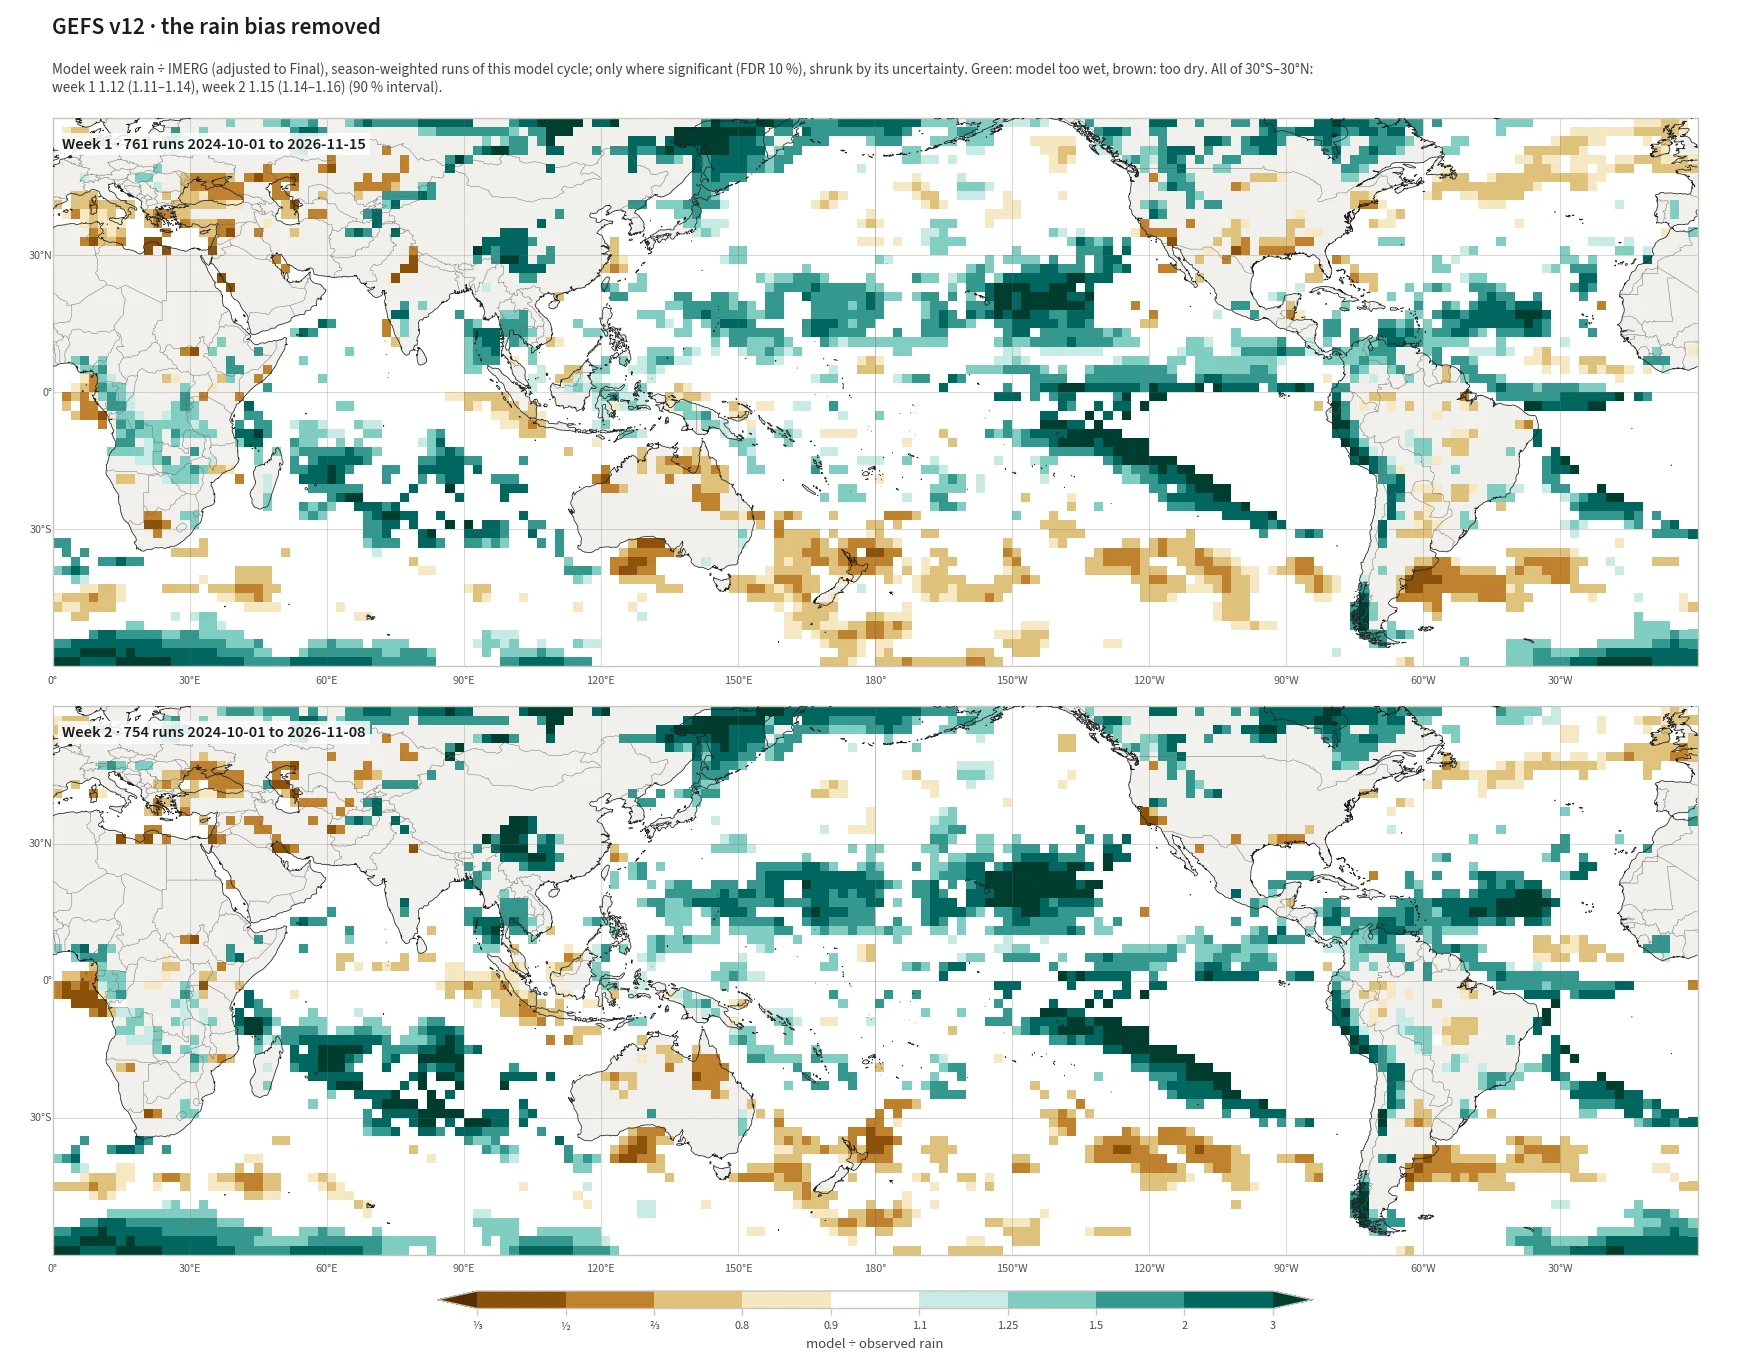 GEFS v12 · the rain bias removed
Model week rain ÷ IMERG (adjusted to Final), season-weighted runs of this model cycle; only where significant (FDR 10 %), shrunk by its uncertainty. Green: model too wet, brown: too dry. All of 30°S–30°N:
week 1 1.12 (1.11–1.14), week 2 1.15 (1.14–1.16) (90 % interval).
Week 1 · 761 runs 2024-10-01 to 2026-11-15
30°N
0°
30°S
0° 30°E 60°E 90°E 120°E 150°E 180° 150°W 120°W 90°W 60°W 30°W
Week 2 · 754 runs 2024-10-01 to 2026-11-08
30°N
0°
30°S
0° 30°E 60°E 90°E 120°E 150°E 180° 150°W 120°W 90°W 60°W 30°W
⅓ ½ ⅔ 0.8 0.9 1.1 1.25 1.5 2 3
model ÷ observed rain